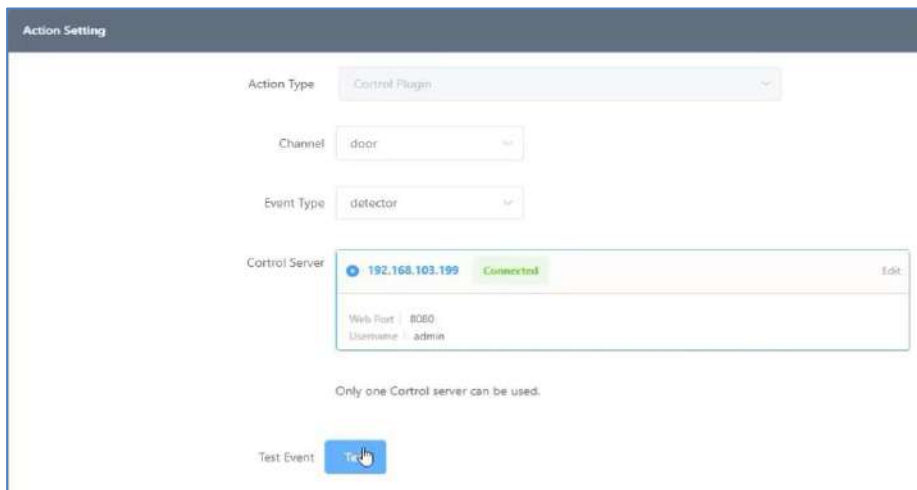 Action Setting
Action Type Cortrol Plugin
Channel door
Event Type detector
Cortrol Server 192.168.103.199 Connected Edit
Web Port 8080
Username admin
Only one Cortrol server can be used.
Test Event